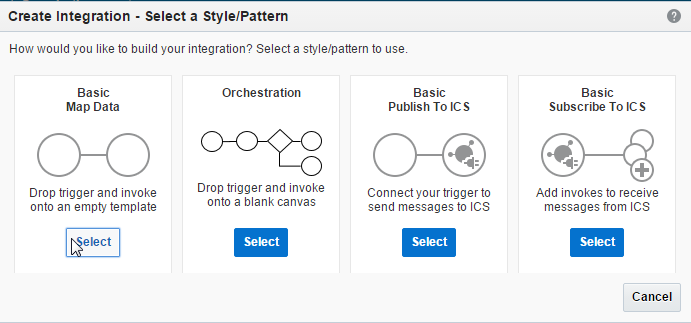 Create Integration - Select a Style/Pattern
?
How would you like to build your integration? Select a style/pattern to use.
Basic
Map Data
Drop trigger and invoke
onto an empty template
Select
Orchestration
Drop trigger and invoke
onto a blank canvas
Select
Basic
Publish To ICS
Connect your trigger to
send messages to ICS
Select
Basic
Subscribe To ICS
Add invokes to receive
messages from ICS
Select
Cancel